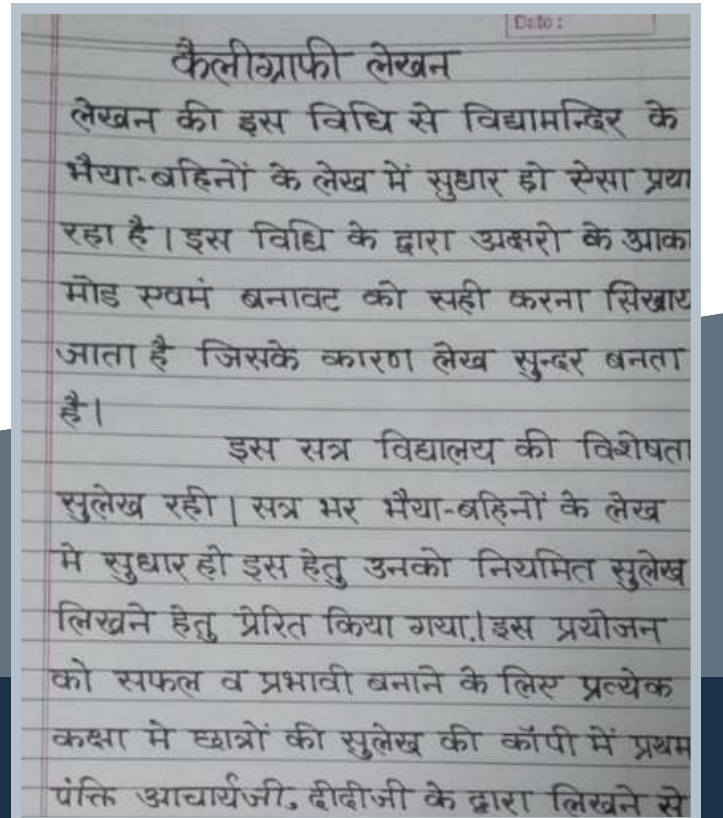 Date :
कैलीग्राफी लेखन
लेखन की इस विधि से विद्यामन्दिर के
भैया-बहिनों के लेख में सुधार हो ऐसा प्रया
रहा है। इस विधि के द्वारा अक्षरो के आका
मोड एवमं बनावट को सही करना सिखाय
जाता है जिसके कारण लेख सुन्दर बनता
है।
इस सत्र विद्यालय की विशेषता
सुलेख रही। सत्र भर भैया-बहिनों के लेख
मे सुधार हो इस हेतु उनको नियमित सुलेख
लिखने हेतु प्रेरित किया गया।इस प्रयोजन
को सफल व प्रभावी बनाने के लिए प्रत्येक
कक्षा मे छात्रों की सुलेख की कॉपी में प्रथम
पंक्ति आचार्यजी, दीदीजी के द्वारा लिखने से